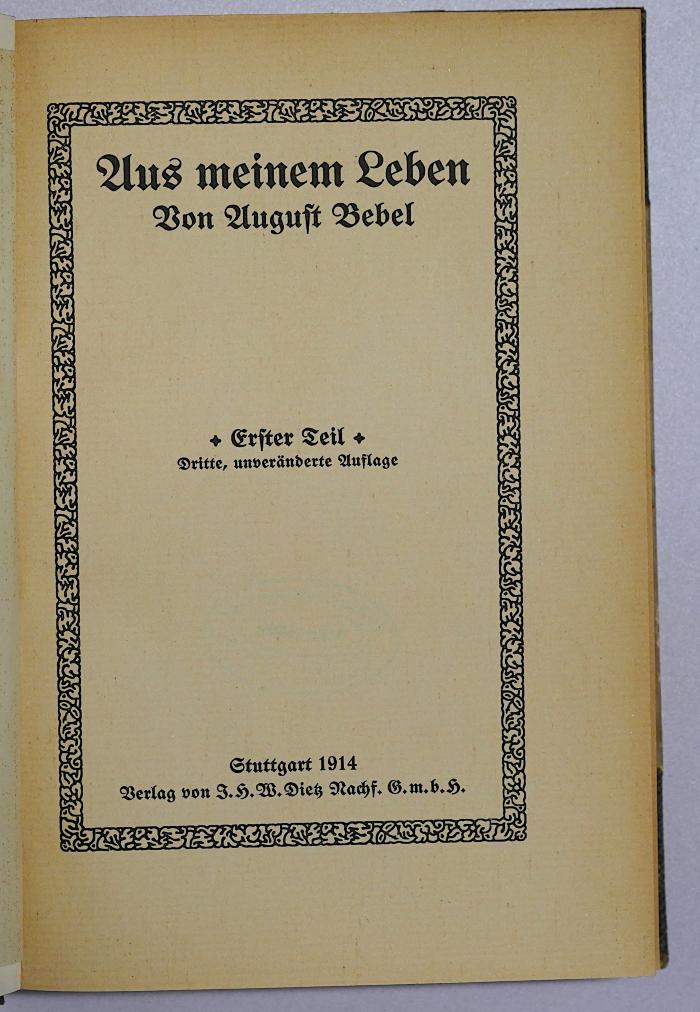 Aus meinem Leben
Von August Bebel
Erster Teil
Dritte, unveränderte Auflage
Stuttgart 1914
Verlag von J. H. W. Dietz Nachf. G. m. b. H.